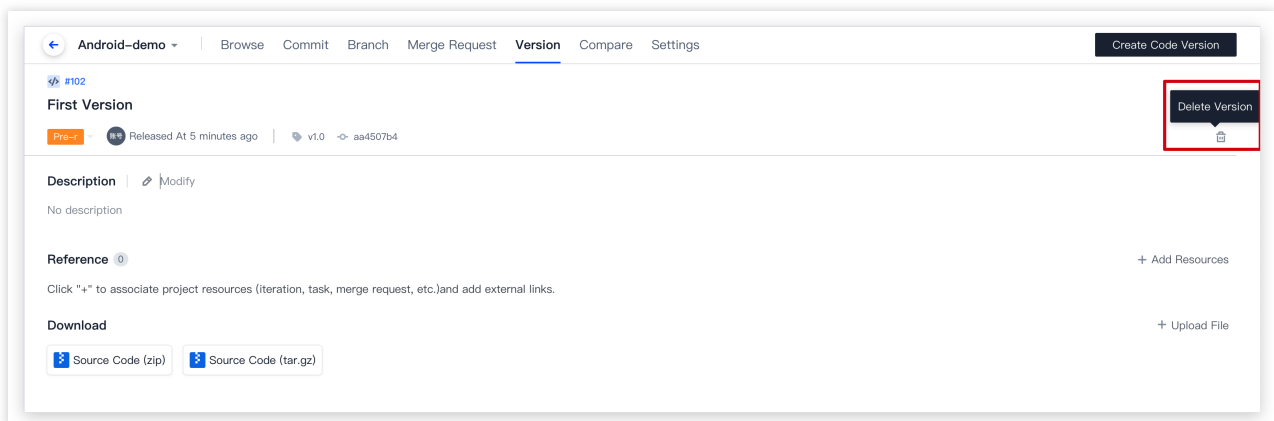 Android-demo Browse Commit Branch Merge Request Version Compare Settings Create Code Version
#102
First Version
Delete Version
Pre-r 账号 Released At 5 minutes ago v1.0 aa4507b4
Description Modify
No description
Reference 0 + Add Resources
Click "+" to associate project resources (iteration, task, merge request, etc.)and add external links.
Download + Upload File
Source Code (zip) Source Code (tar.gz)